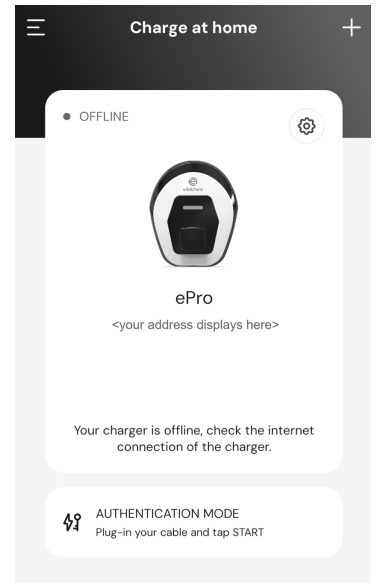 Charge at home
OFFLINE
ePro
<your address displays here>
Your charger is offline, check the internet
connection of the charger.
AUTHENTICATION MODE
Plug-in your cable and tap START